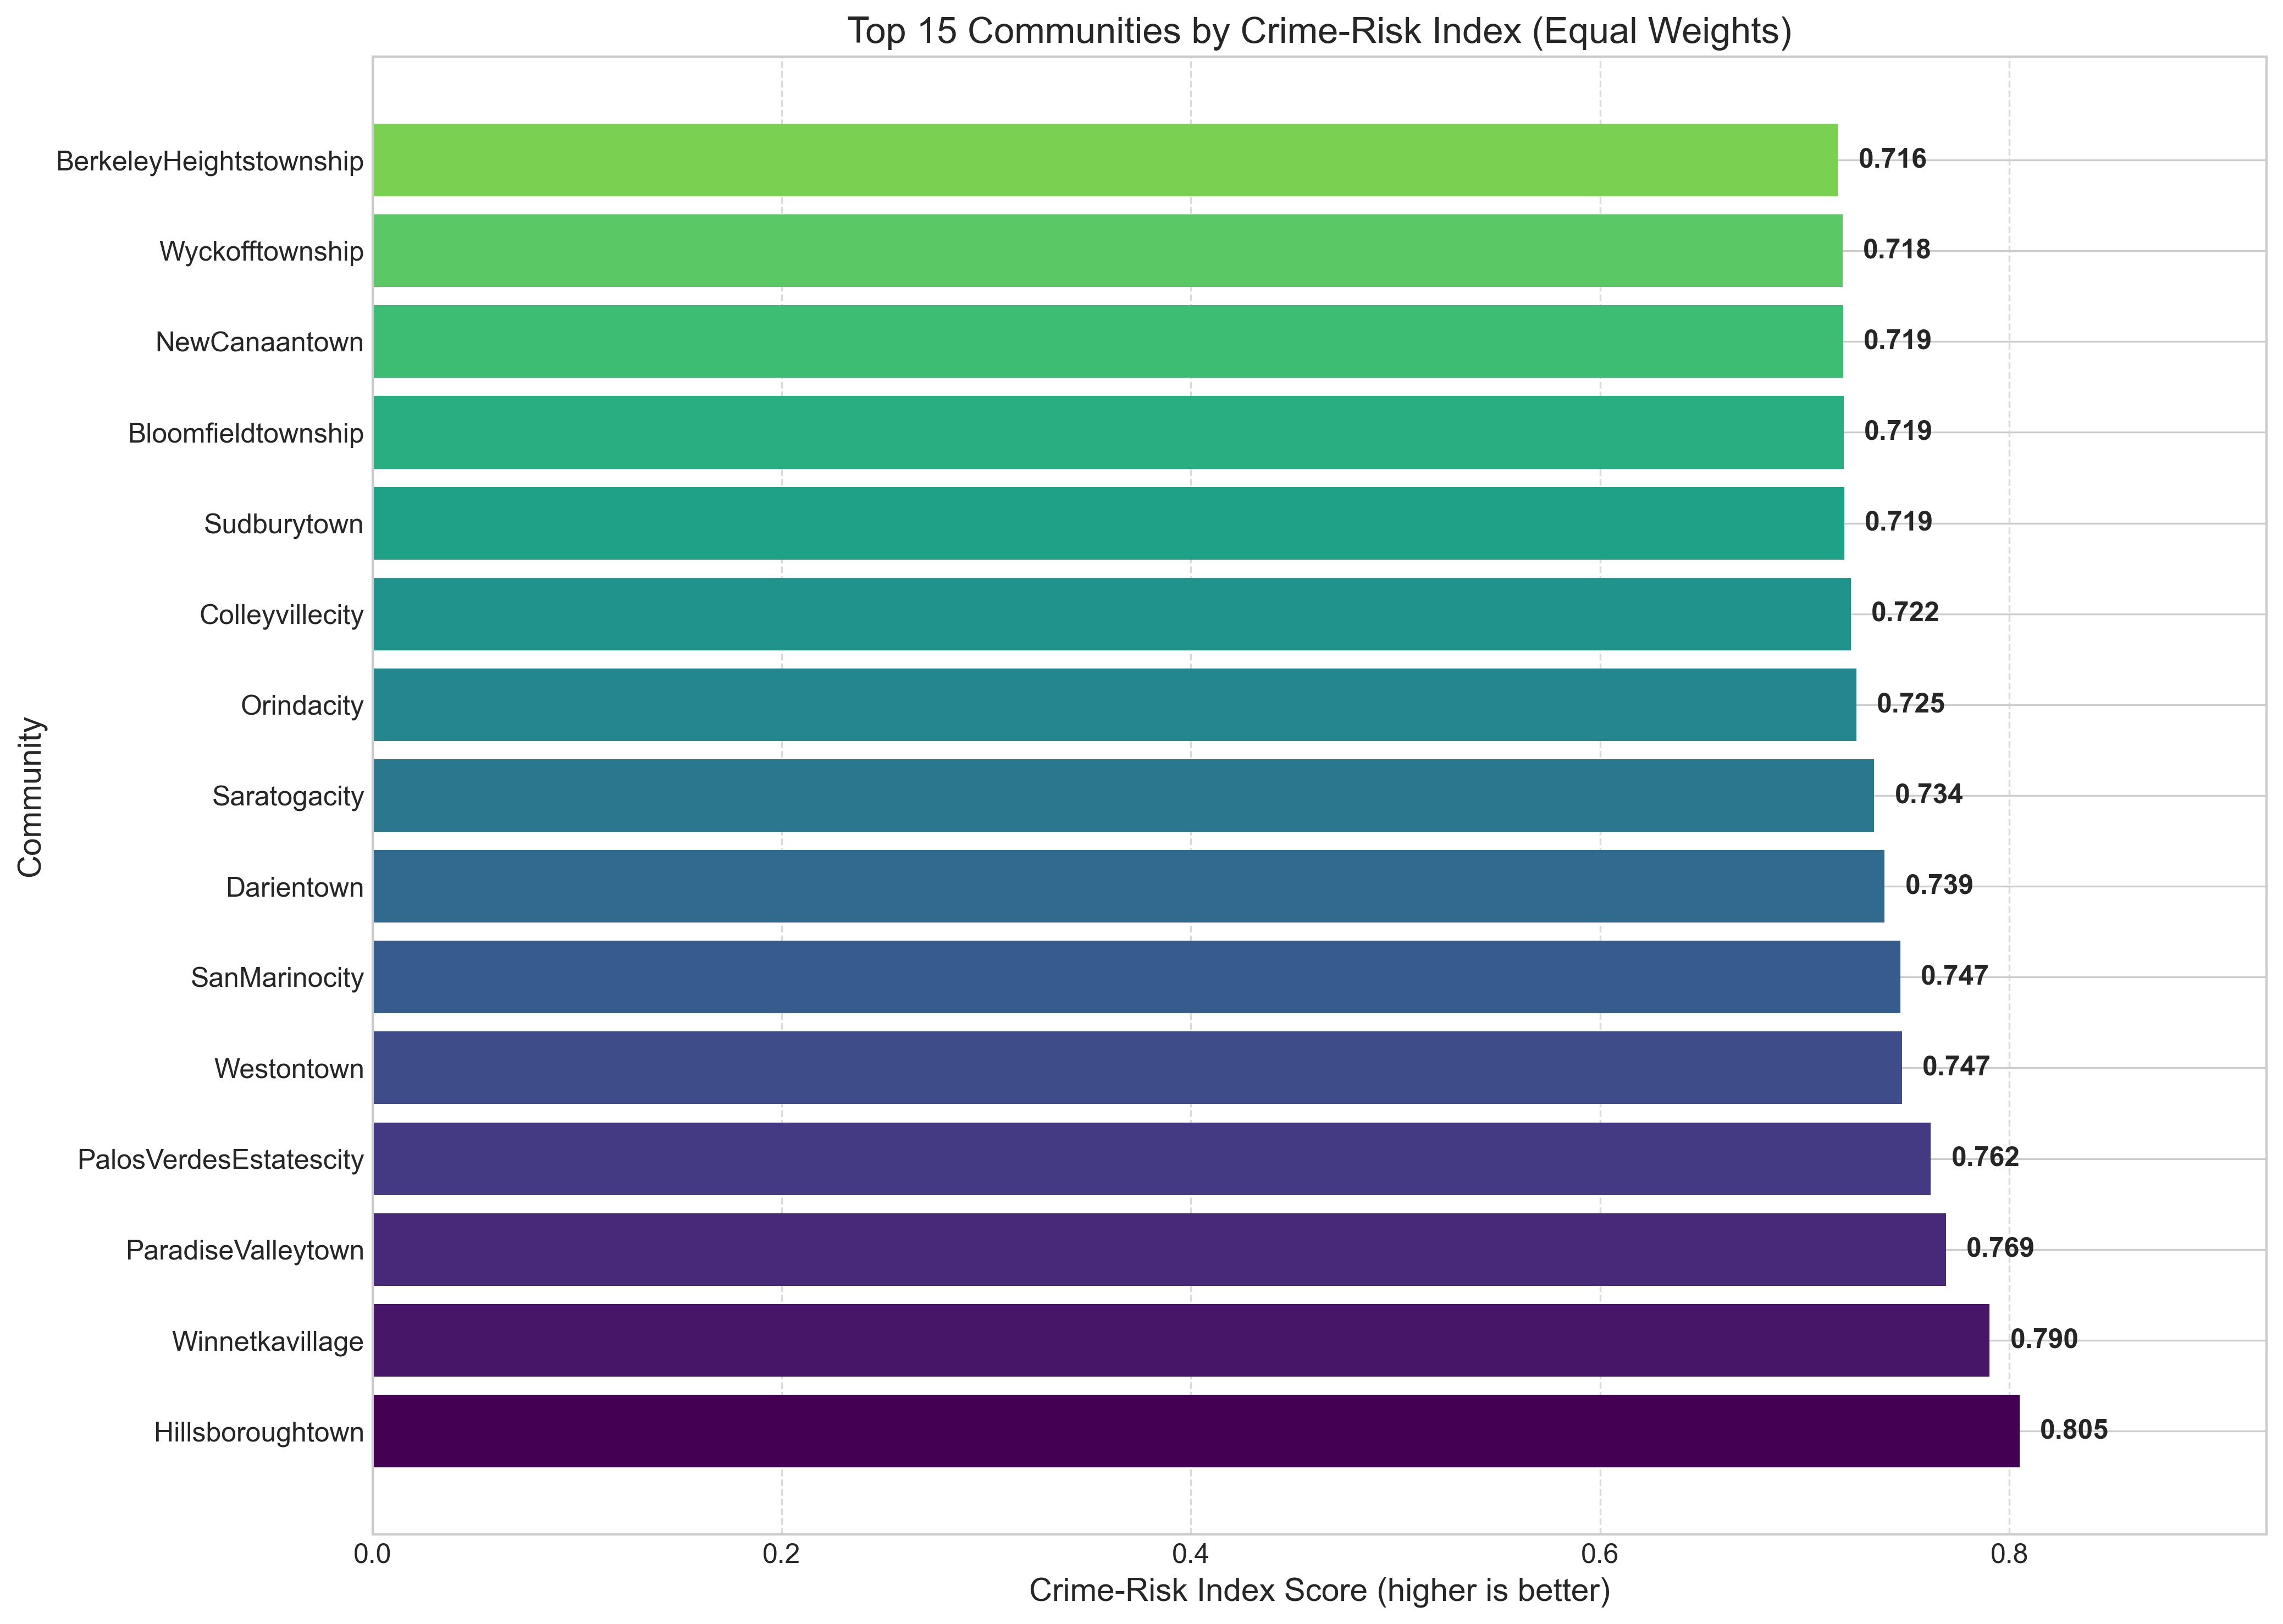 Top 15 Communities by Crime-Risk Index (Equal Weights)
BerkeleyHeightstownship 0.716
Wyckofftownship 0.718
NewCanaantown 0.719
Bloomfieldtownship 0.719
Sudburytown 0.719
Colleyvillecity 0.722
Orindacity 0.725
Saratogacity 0.734
Darientown 0.739
SanMarinocity 0.747
Westontown 0.747
PalosVerdesEstatescity 0.762
ParadiseValleytown 0.769
Winnetkavillage 0.790
Hillsboroughtown 0.805
Community
0.0 0.2 0.4 0.6 0.8
Crime-Risk Index Score (higher is better)